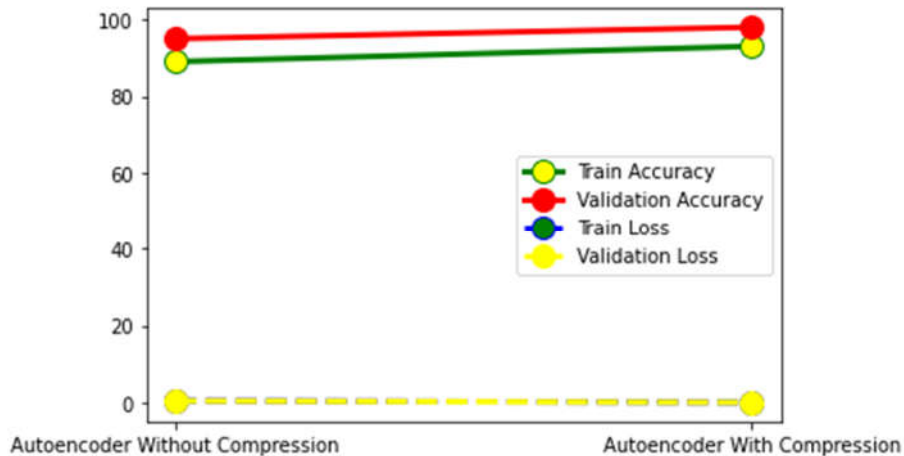 100
80
60
40
20
0
Train Accuracy
Validation Accuracy
Train Loss
Validation Loss
Autoencoder Without Compression
Autoencoder With Compression